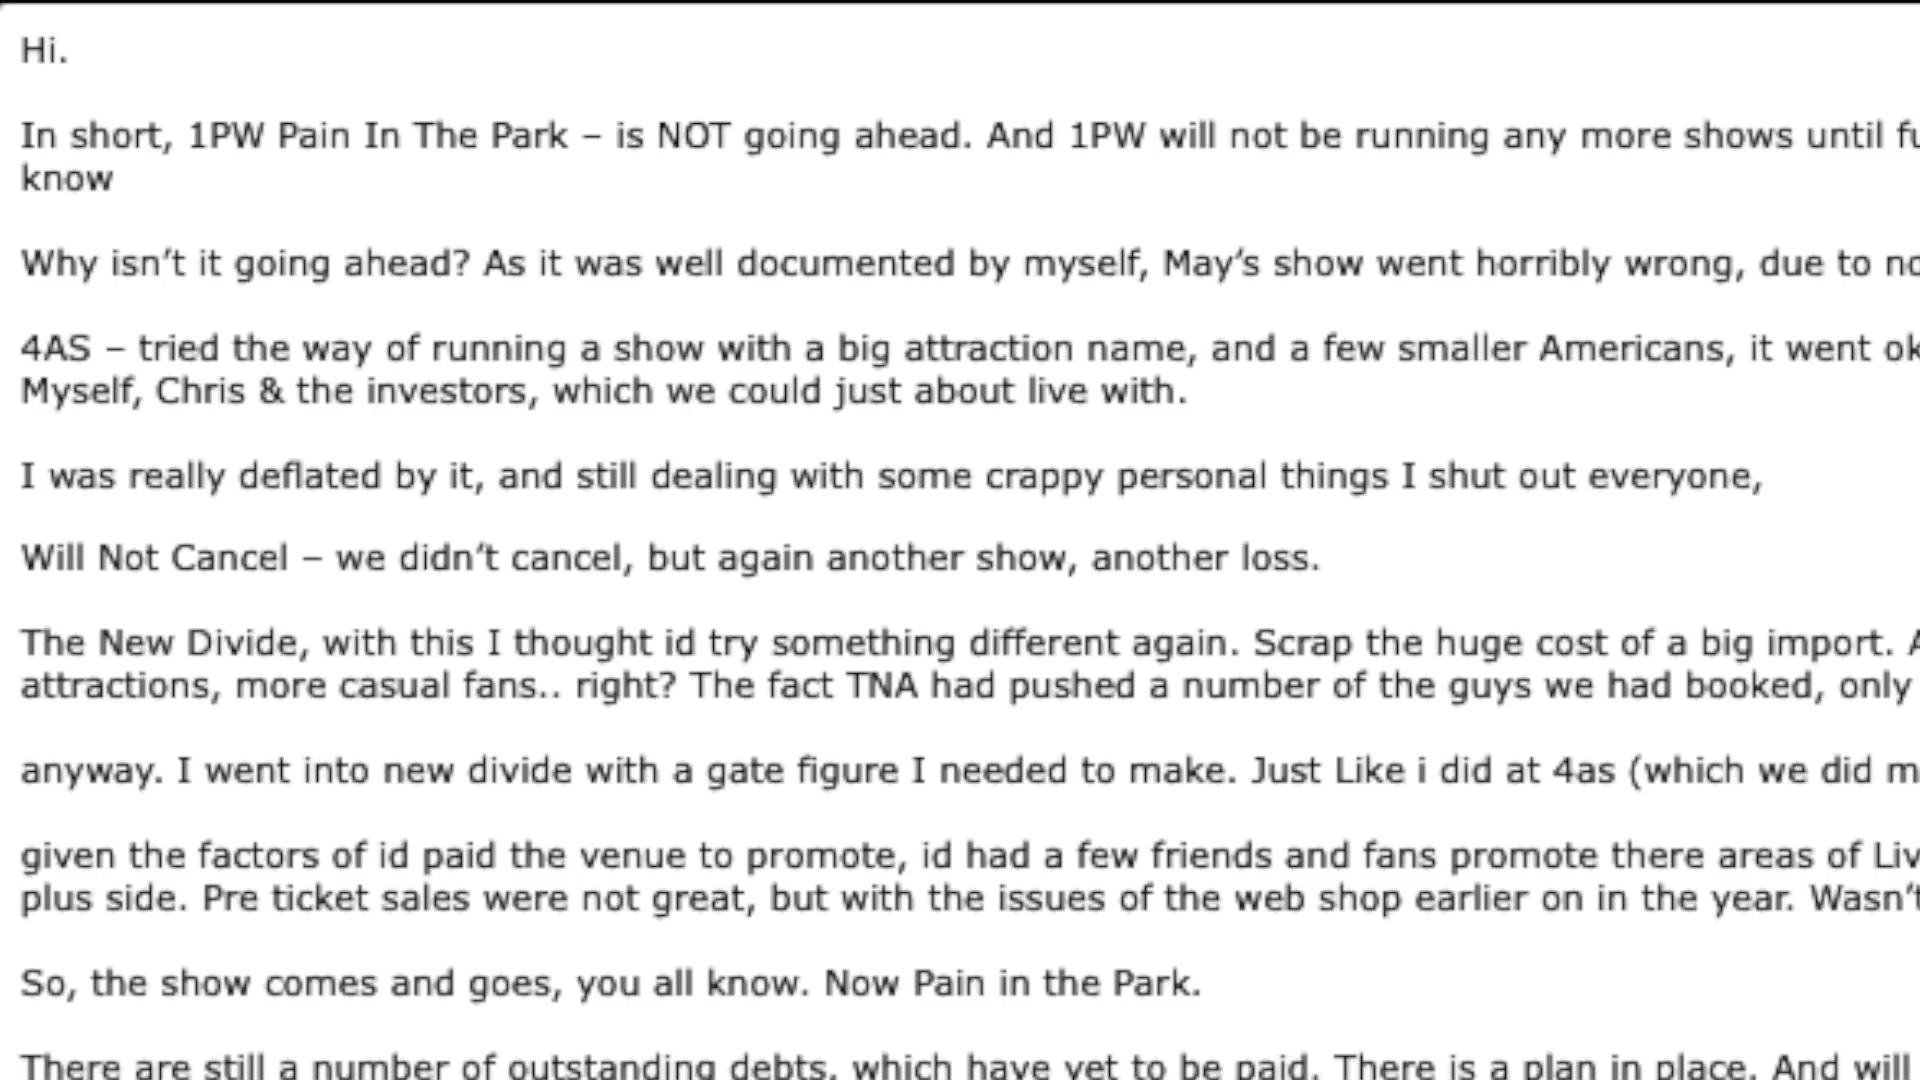 Hi.
In short, 1PW Pain In The Park – is NOT going ahead. And 1PW will not be running any more shows until
know
Why isn’t it going ahead? As it was well documented by myself, May’s show went horribly wrong, due to
4AS – tried the way of running a show with a big attraction name, and a few smaller Americans, it went ok
Myself, Chris & the investors, which we could just about live with.
I was really deflated by it, and still dealing with some crappy personal things I shut out everyone,
Will Not Cancel – we didn’t cancel, but again another show, another loss.
The New Divide, with this I thought id try something different again. Scrap the huge cost of a big import.
attractions, more casual fans.. right? The fact TNA had pushed a number of the guys we had booked, only
anyway. I went into new divide with a gate figure I needed to make. Just Like i did at 4as (which we did
given the factors of id paid the venue to promote, id had a few friends and fans promote there areas of
plus side. Pre ticket sales were not great, but with the issues of the web shop earlier on in the year. Wasn’t
So, the show comes and goes, you all know. Now Pain in the Park.
There are still a number of outstanding debts, which have yet to be paid. There is a plan in place. And will